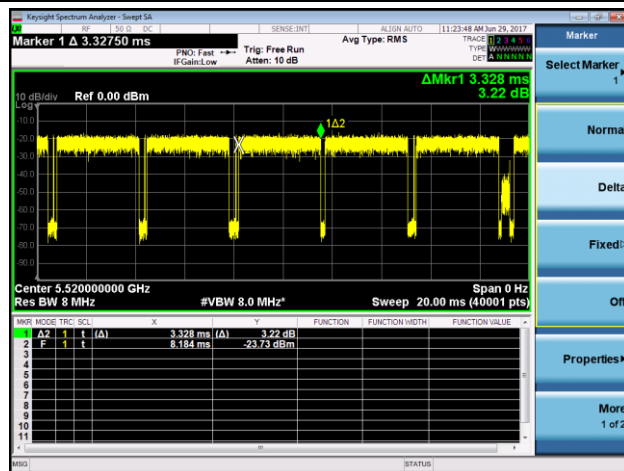 Keysight Spectrum Analyzer - Swept SA
RF 50 Ω DC SENSE:INT ALIGN AUTO 11:23:48 AM Jun 29, 2017
Marker 1 Δ 3.32750 ms
PNO: Fast
IFGain:Low
Trig: Free Run
Atten: 10 dB
Avg Type: RMS
TRACE 1 2 3 4 5 6
TYPE WWWWWW
DET A N N N N N
ΔMkr1 3.328 ms
3.22 dB
10 dB/div Ref 0.00 dBm
Log
-10.0
-20.0
-30.0
-40.0
-50.0
-60.0
-70.0
-80.0
-90.0
1Δ2
Center 5.520000000 GHz Span 0 Hz
Res BW 8 MHz #VBW 8.0 MHz* Sweep 20.00 ms (40001 pts)
MKR MODE TRC SCL X Y FUNCTION FUNCTION WIDTH FUNCTION VALUE
1 Δ2 1 t (Δ) 3.328 ms (Δ) 3.22 dB
2 F 1 t 8.184 ms -23.73 dBm
3
4
5
6
7
8
9
10
11
MSG STATUS
Marker
Select Marker
1
Norma
Delta
Fixed
Of
Properties
More
1 of 2